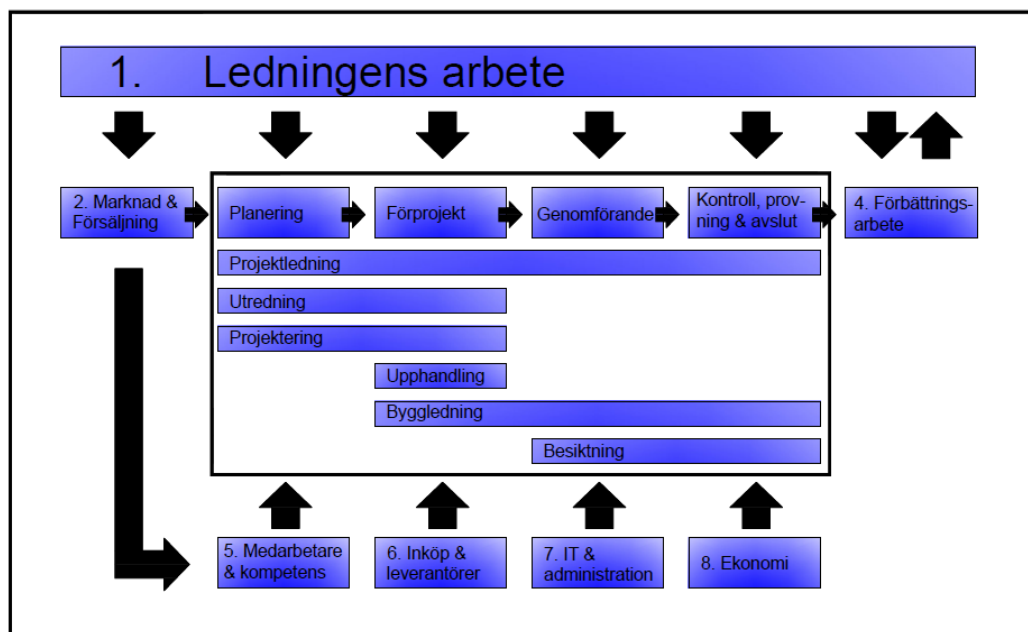 1. Ledningens arbete
2. Marknad &
Försäljning
Planering
Förprojekt
Genomförande
Kontroll, prov-
ning & avslut
4. Förbättrings-
arbete
Projektledning
Utredning
Projektering
Upphandling
Byggledning
Besiktning
5. Medarbetare
& kompetens
6. Inköp &
leverantörer
7. IT &
administration
8. Ekonomi